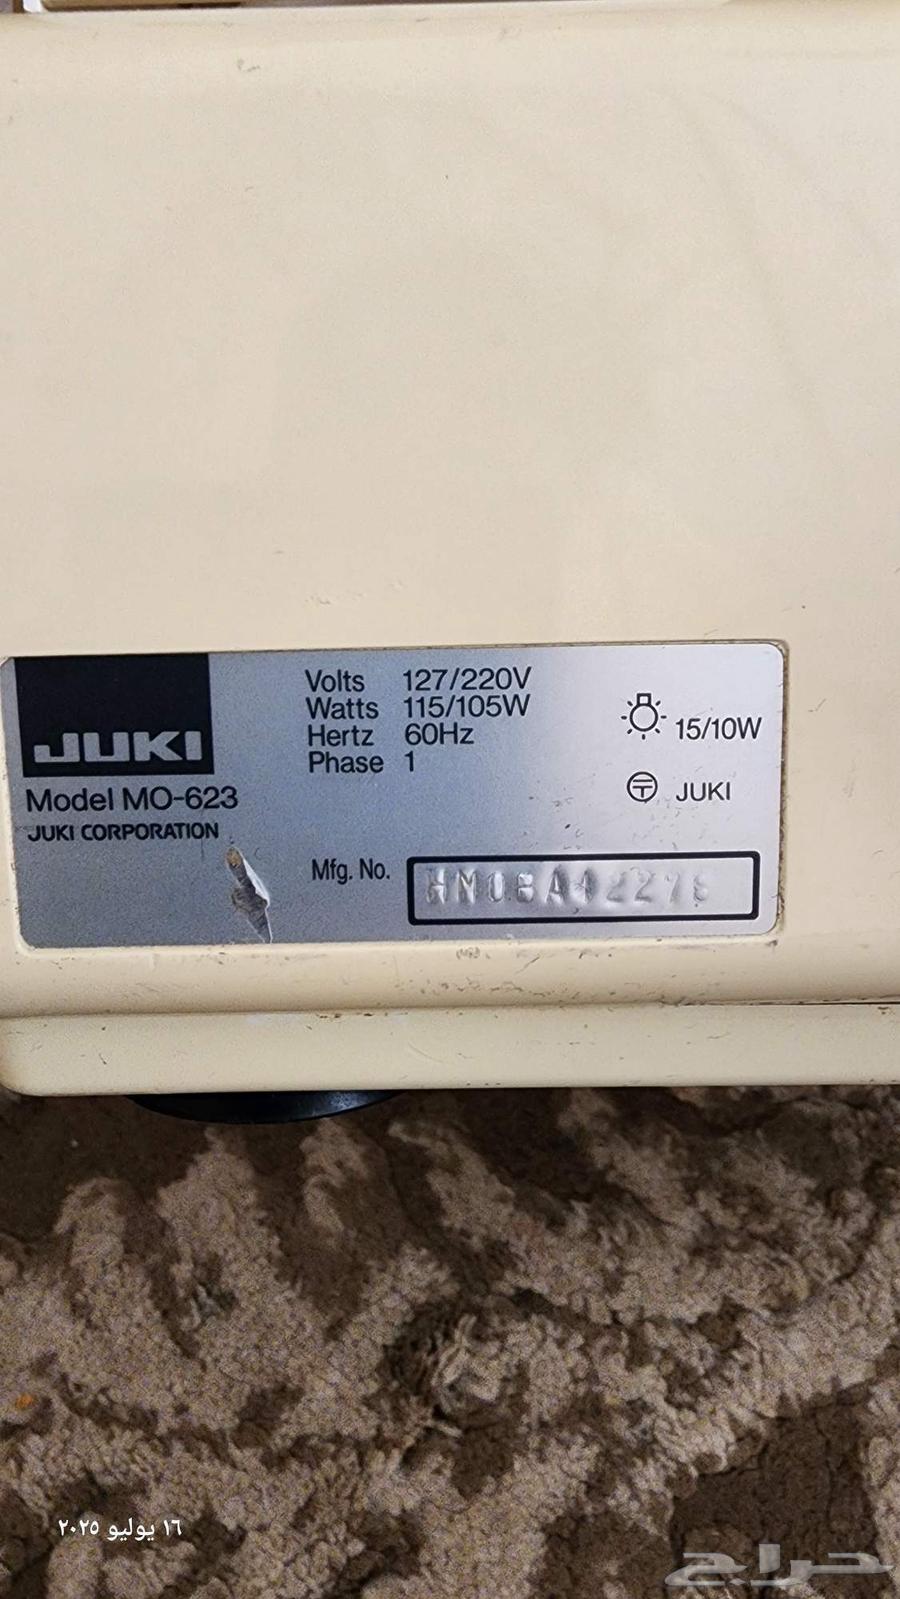 JUKI
Model MO-623
JUKI CORPORATION
Volts 127/220V
Watts 115/105W
Hertz 60Hz
Phase 1
15/10W
JUKI
Mfg. No.
١٦ يوليو ٢٠٢٥
حراج